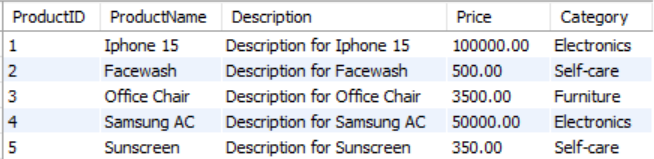 ProductID ProductName Description Price Category
1 Iphone 15 Description for Iphone 15 100000.00 Electronics
2 Facewash Description for Facewash 500.00 Self-care
3 Office Chair Description for Office Chair 3500.00 Furniture
4 Samsung AC Description for Samsung AC 50000.00 Electronics
5 Sunscreen Description for Sunscreen 350.00 Self-care